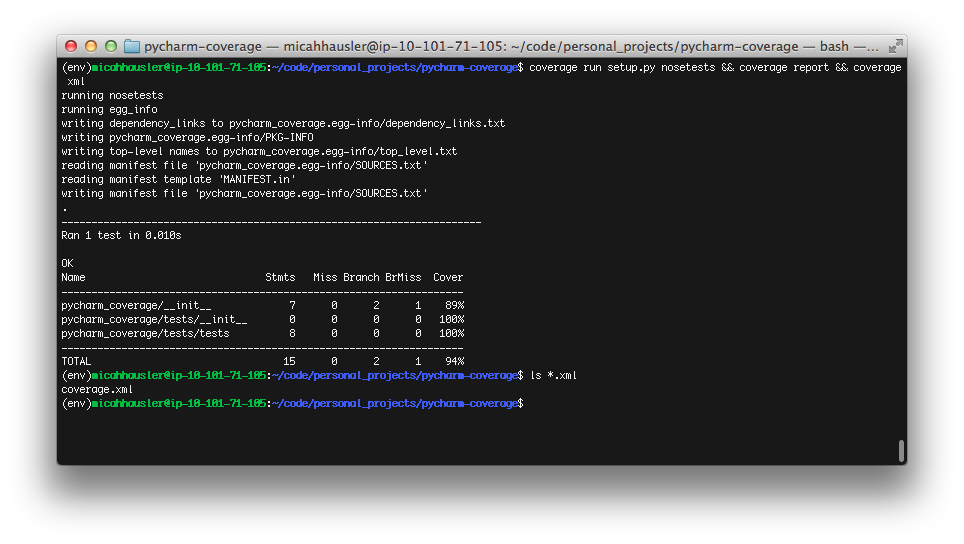 pycharm-coverage — micahhausler@ip-10-101-71-105: ~/code/personal_projects/pycharm-coverage — bash —...
(env)micahhausler@ip-10-101-71-105:~/code/personal_projects/pycharm-coverage$ coverage run setup.py nosetests && coverage report && coverage
xml
running nosetests
running egg_info
writing dependency_links to pycharm_coverage.egg-info/dependency_links.txt
writing pycharm_coverage.egg-info/PKG-INFO
writing top-level names to pycharm_coverage.egg-info/top_level.txt
reading manifest file 'pycharm_coverage.egg-info/SOURCES.txt'
reading manifest template 'MANIFEST.in'
writing manifest file 'pycharm_coverage.egg-info/SOURCES.txt'
.
----------------------------------------------------------------------
Ran 1 test in 0.010s
OK
Name                              Stmts   Miss Branch BrMiss  Cover
-------------------------------------------------------------------
pycharm_coverage/__init__             7      0      2      1    89%
pycharm_coverage/tests/__init__       0      0      0      0   100%
pycharm_coverage/tests/tests          8      0      0      0   100%
-------------------------------------------------------------------
TOTAL                                15      0      2      1    94%
(env)micahhausler@ip-10-101-71-105:~/code/personal_projects/pycharm-coverage$ ls *.xml
coverage.xml
(env)micahhausler@ip-10-101-71-105:~/code/personal_projects/pycharm-coverage$